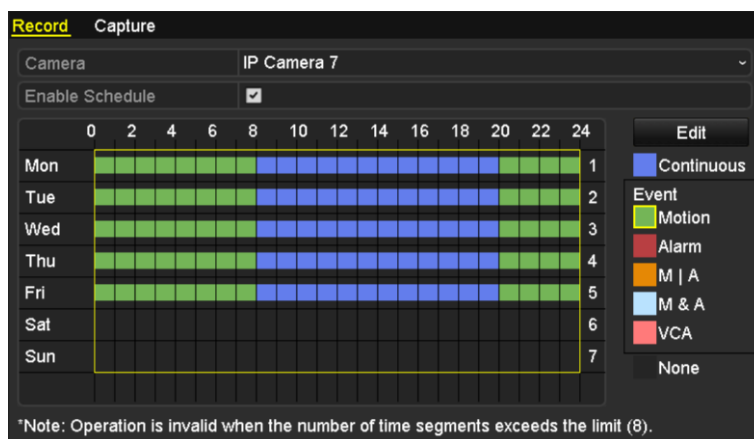 Record Capture
Camera IP Camera 7
Enable Schedule
0 2 4 6 8 10 12 14 16 18 20 22 24
Edit
Mon 1
Continuous
Tue 2
Event
Motion
Wed 3
Alarm
Thu 4
M | A
Fri 5
M & A
Sat 6
VCA
Sun 7
None
*Note: Operation is invalid when the number of time segments exceeds the limit (8).